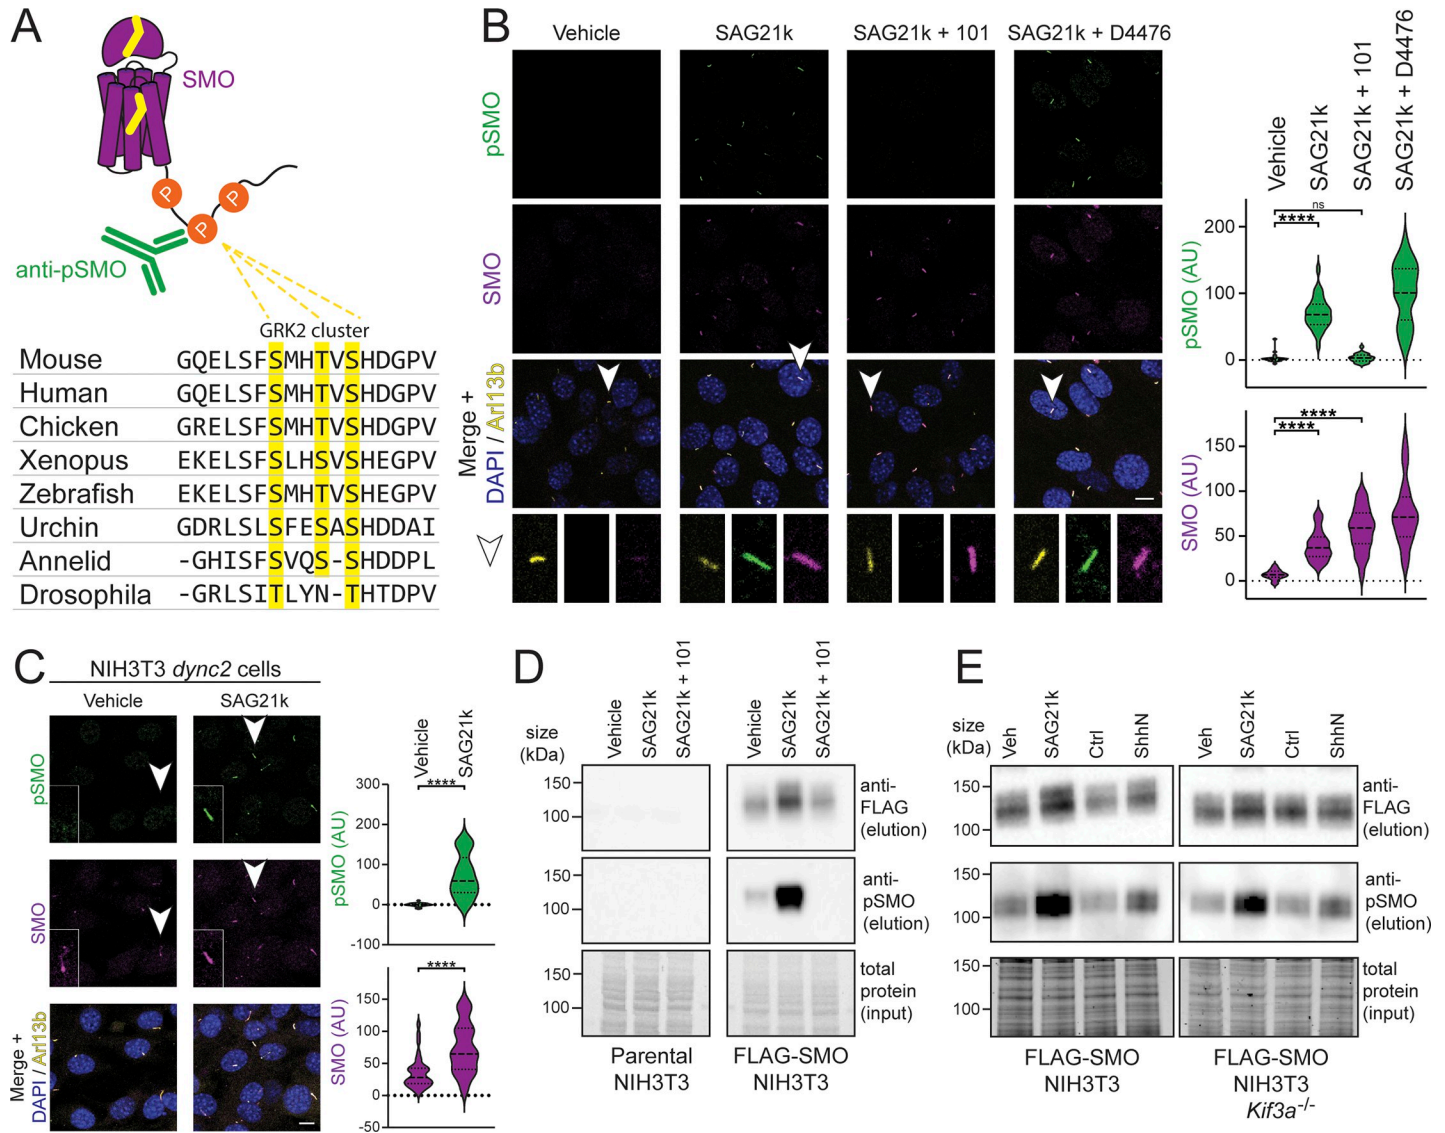 A
SMO
P
P
P
anti-pSMO
GRK2 cluster
Mouse GQELSFSMHTVSHDGPV
Human GQELSFSMHTVSHDGPV
Chicken GRELSFSMHTVSHDGPV
Xenopus EKELSFSLHSVSHEGPV
Zebrafish EKELSFSMHTVSHEGPV
Urchin GDRLSLSFESASHDDAI
Annelid -GHISFSVQS-SHDDPL
Drosophila -GRLSITLYN-THTDPV
B
Vehicle SAG21k SAG21k + 101 SAG21k + D4476
pSMO
SMO
Merge +
DAPI / Arl13b
Vehicle
SAG21k
SAG21k + 101
SAG21k + D4476
pSMO (AU)
200
100
0
ns
****
SMO (AU)
150
100
50
0
****
****
C
NIH3T3 dync2 cells
Vehicle SAG21k
pSMO
SMO
Merge +
DAPI / Arl13b
Vehicle
SAG21k
pSMO (AU)
300
200
100
0
-100
****
SMO (AU)
150
100
50
0
-50
****
D
size
(kDa)
Vehicle
SAG21k
SAG21k + 101
Vehicle
SAG21k
SAG21k + 101
150
100
anti-
FLAG
(elution)
150
100
anti-
pSMO
(elution)
150
100
total
protein
(input)
Parental
NIH3T3
FLAG-SMO
NIH3T3
E
size
(kDa)
Veh
SAG21k
Ctrl
ShhN
Veh
SAG21k
Ctrl
ShhN
150
100
anti-
FLAG
(elution)
150
100
anti-
pSMO
(elution)
150
100
total
protein
(input)
FLAG-SMO
NIH3T3
FLAG-SMO
NIH3T3
Kif3a-/-